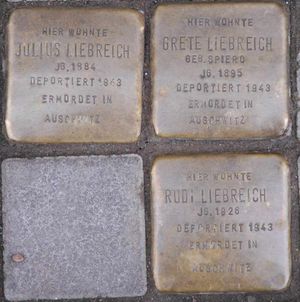 HIER WOHNTE
JULIUS LIEBREICH
JG. 1884
DEPORTIERT 1943
ERMORDET IN
AUSCHWITZ
HIER WOHNTE
GRETE LIEBREICH
GEB. SPIERO
JG. 1895
DEPORTIERT 1943
ERMORDET IN
AUSCHWITZ
HIER WOHNTE
RUDI LIEBREICH
JG. 1926
DEPORTIERT 1943
ERMORDET IN
AUSCHWITZ